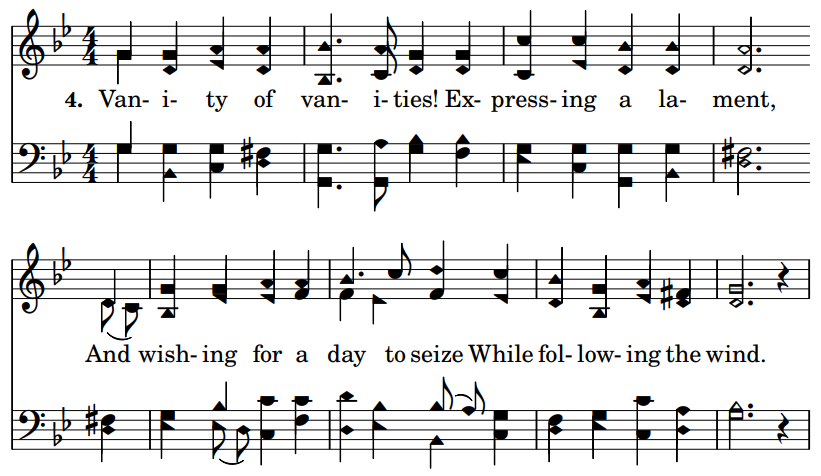 4. Van- i- ty of van- i- ties! Ex- press- ing a la- ment,
And wish- ing for a day to seize While fol- low- ing the wind.